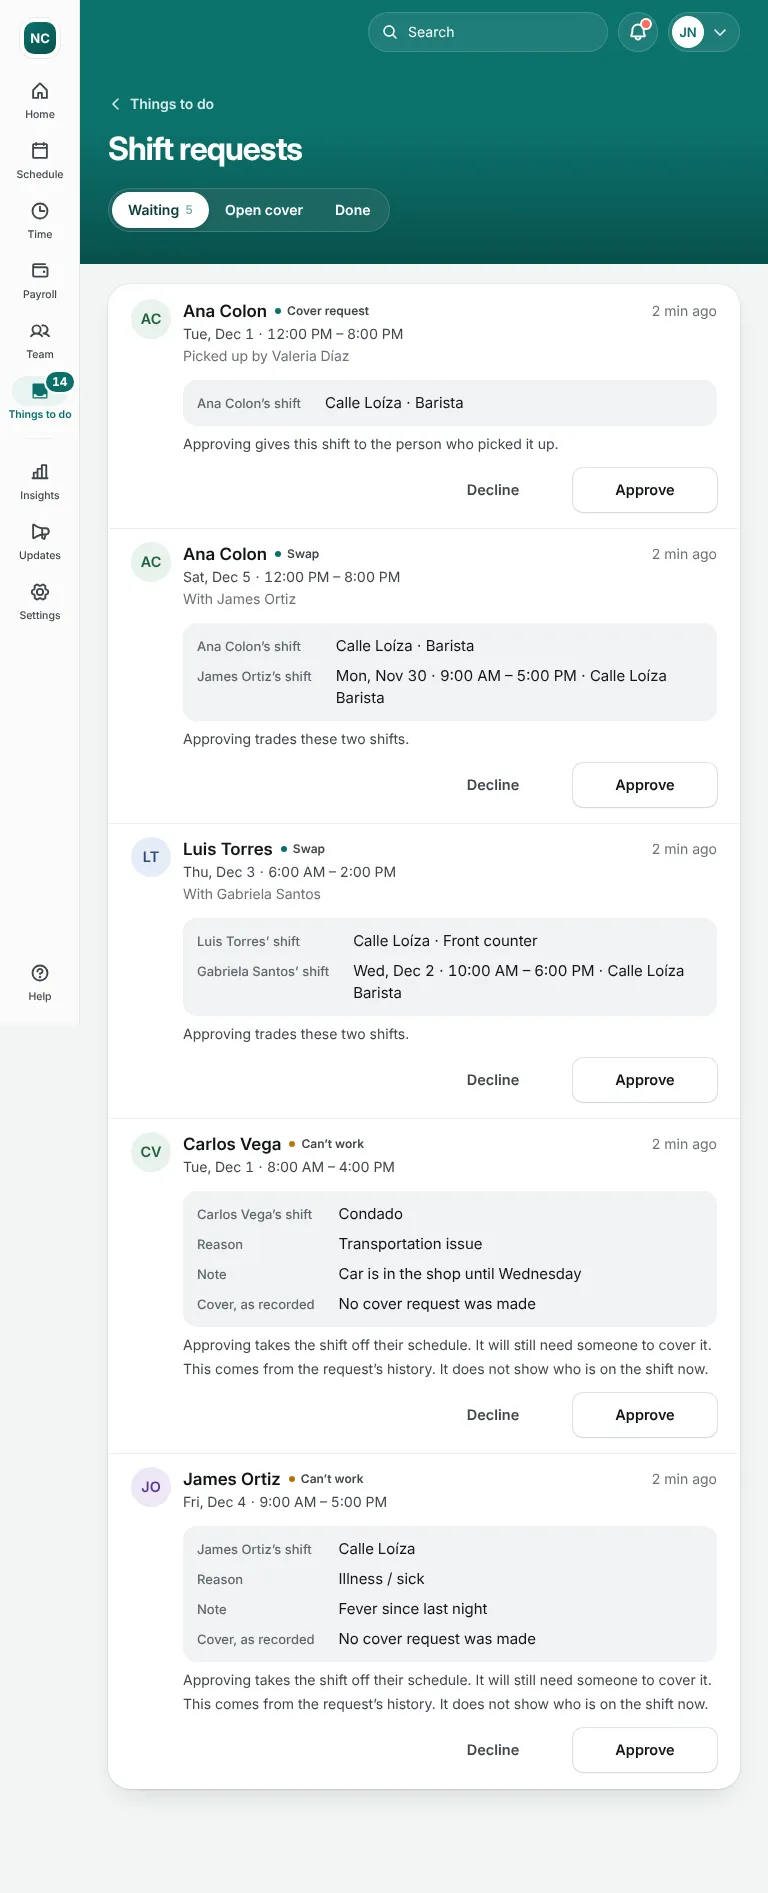 NC
Search
JN
Home
Schedule
Time
Payroll
Team
14
Things to do
Insights
Updates
Settings
Help
Things to do
Shift requests
Waiting 5
Open cover
Done
AC
Ana Colon
Cover request
2 min ago
Tue, Dec 1 · 12:00 PM – 8:00 PM
Picked up by Valeria Díaz
Ana Colon’s shift
Calle Loíza · Barista
Approving gives this shift to the person who picked it up.
Decline
Approve
AC
Ana Colon
Swap
2 min ago
Sat, Dec 5 · 12:00 PM – 8:00 PM
With James Ortiz
Ana Colon’s shift
Calle Loíza · Barista
James Ortiz’s shift
Mon, Nov 30 · 9:00 AM – 5:00 PM · Calle Loíza
Barista
Approving trades these two shifts.
Decline
Approve
LT
Luis Torres
Swap
2 min ago
Thu, Dec 3 · 6:00 AM – 2:00 PM
With Gabriela Santos
Luis Torres’ shift
Calle Loíza · Front counter
Gabriela Santos’ shift
Wed, Dec 2 · 10:00 AM – 6:00 PM · Calle Loíza
Barista
Approving trades these two shifts.
Decline
Approve
CV
Carlos Vega
Can’t work
2 min ago
Tue, Dec 1 · 8:00 AM – 4:00 PM
Carlos Vega’s shift
Condado
Reason
Transportation issue
Note
Car is in the shop until Wednesday
Cover, as recorded
No cover request was made
Approving takes the shift off their schedule. It will still need someone to cover it.
This comes from the request’s history. It does not show who is on the shift now.
Decline
Approve
JO
James Ortiz
Can’t work
2 min ago
Fri, Dec 4 · 9:00 AM – 5:00 PM
James Ortiz’s shift
Calle Loíza
Reason
Illness / sick
Note
Fever since last night
Cover, as recorded
No cover request was made
Approving takes the shift off their schedule. It will still need someone to cover it.
This comes from the request’s history. It does not show who is on the shift now.
Decline
Approve